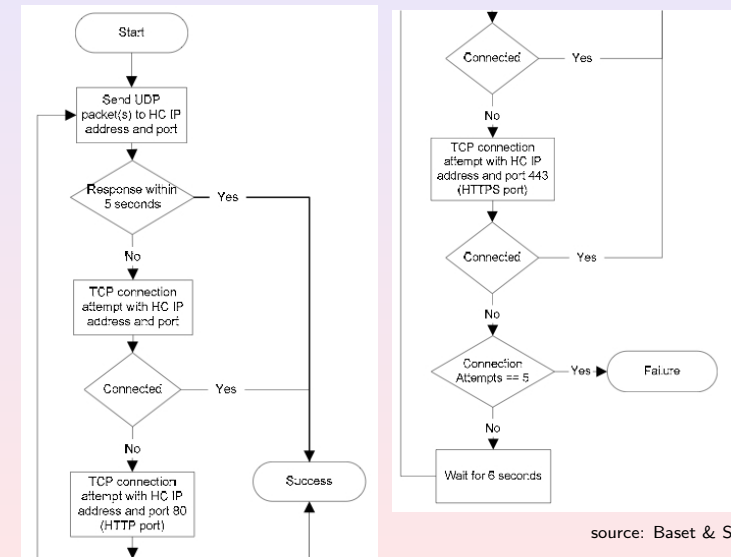 Start
Send UDP
packet(s) to HC IP
address and port
Response within
5 seconds
Yes
No
TCP connection
attempt with HC IP
address and port
Connected
Yes
No
TCP connection
attempt with HC IP
address and port 80
(HTTP port)
Success
Connected
Yes
No
TCP connection
attempt with HC IP
address and port 443
(HTTPS port)
Connected
Yes
No
Connection
Attempts == 5
Yes
Failure
No
Wait for 6 seconds
source: Baset & S